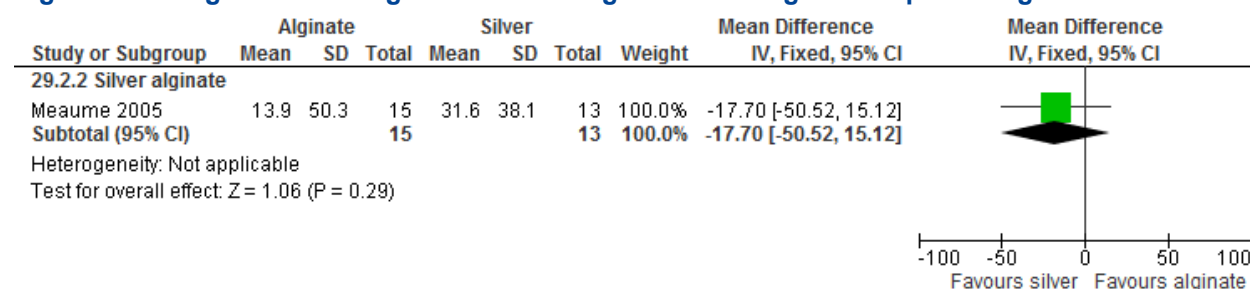 Alginate Silver Mean Difference Mean Difference
Study or Subgroup Mean SD Total Mean SD Total Weight IV, Fixed, 95% CI IV, Fixed, 95% CI
29.2.2 Silver alginate
Meaume 2005 13.9 50.3 15 31.6 38.1 13 100.0% -17.70 [-50.52, 15.12]
Subtotal (95% CI) 15 13 100.0% -17.70 [-50.52, 15.12]
Heterogeneity: Not applicable
Test for overall effect: Z = 1.06 (P = 0.29)
-100 -50 0 50 100
Favours silver Favours alginate